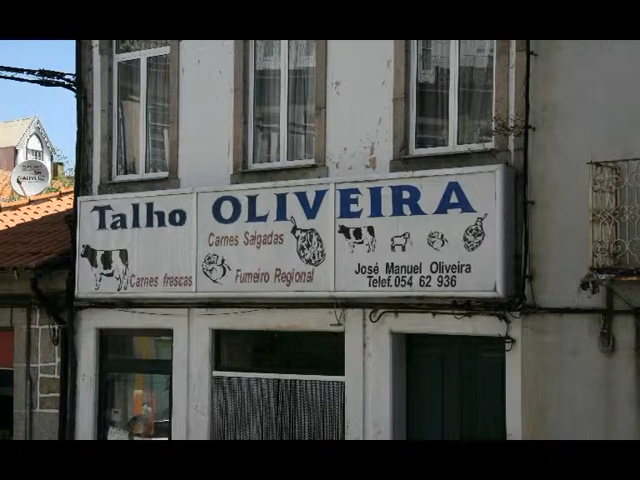 Talho OLIVEIRA
Carnes Salgadas
Carnes frescas
Fumeiro Regional
José Manuel Oliveira
Telef.054 62 936